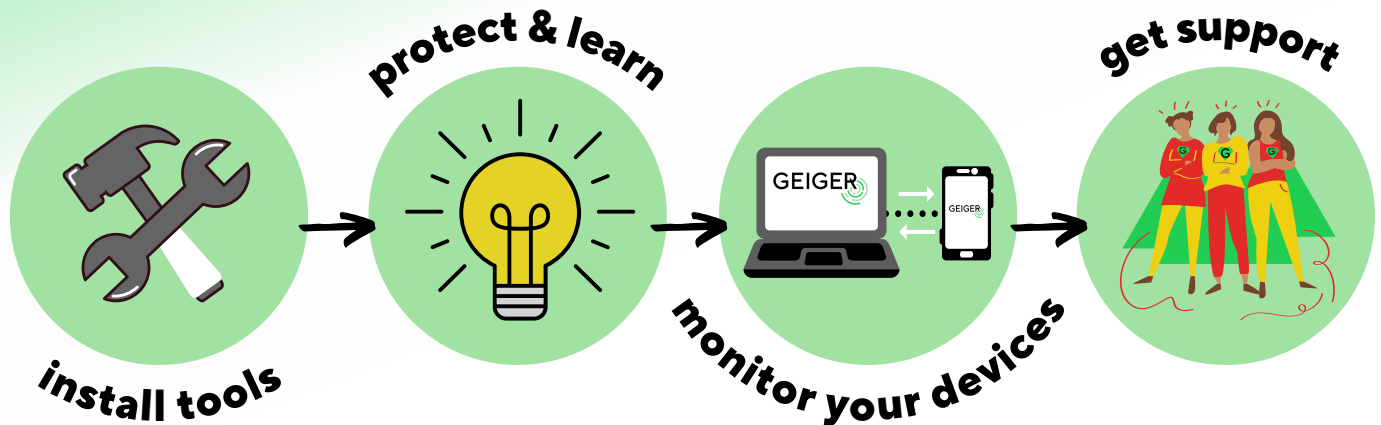 install tools
protect & learn
GEIGER
GEIGER
monitor your devices
get support
G
G
G